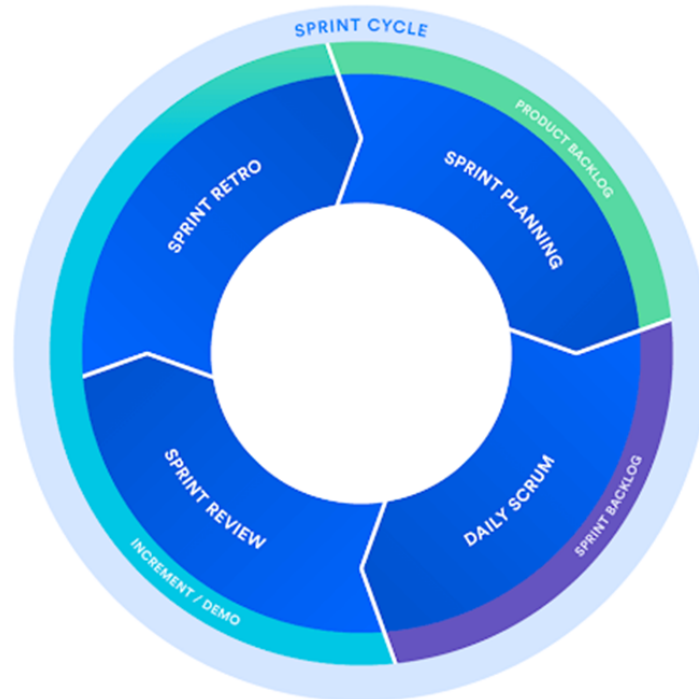 SPRINT CYCLE
PRODUCT BACKLOG
SPRINT PLANNING
SPRINT BACKLOG
DAILY SCRUM
INCREMENT / DEMO
SPRINT REVIEW
SPRINT RETRO